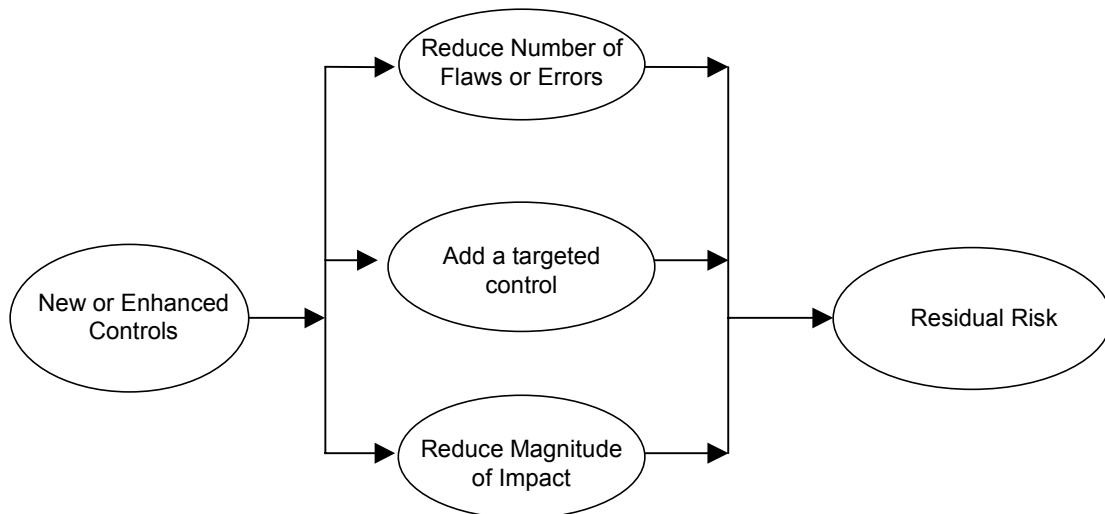 Reduce Number of
Flaws or Errors
Add a targeted
control
New or Enhanced
Controls
Residual Risk
Reduce Magnitude
of Impact